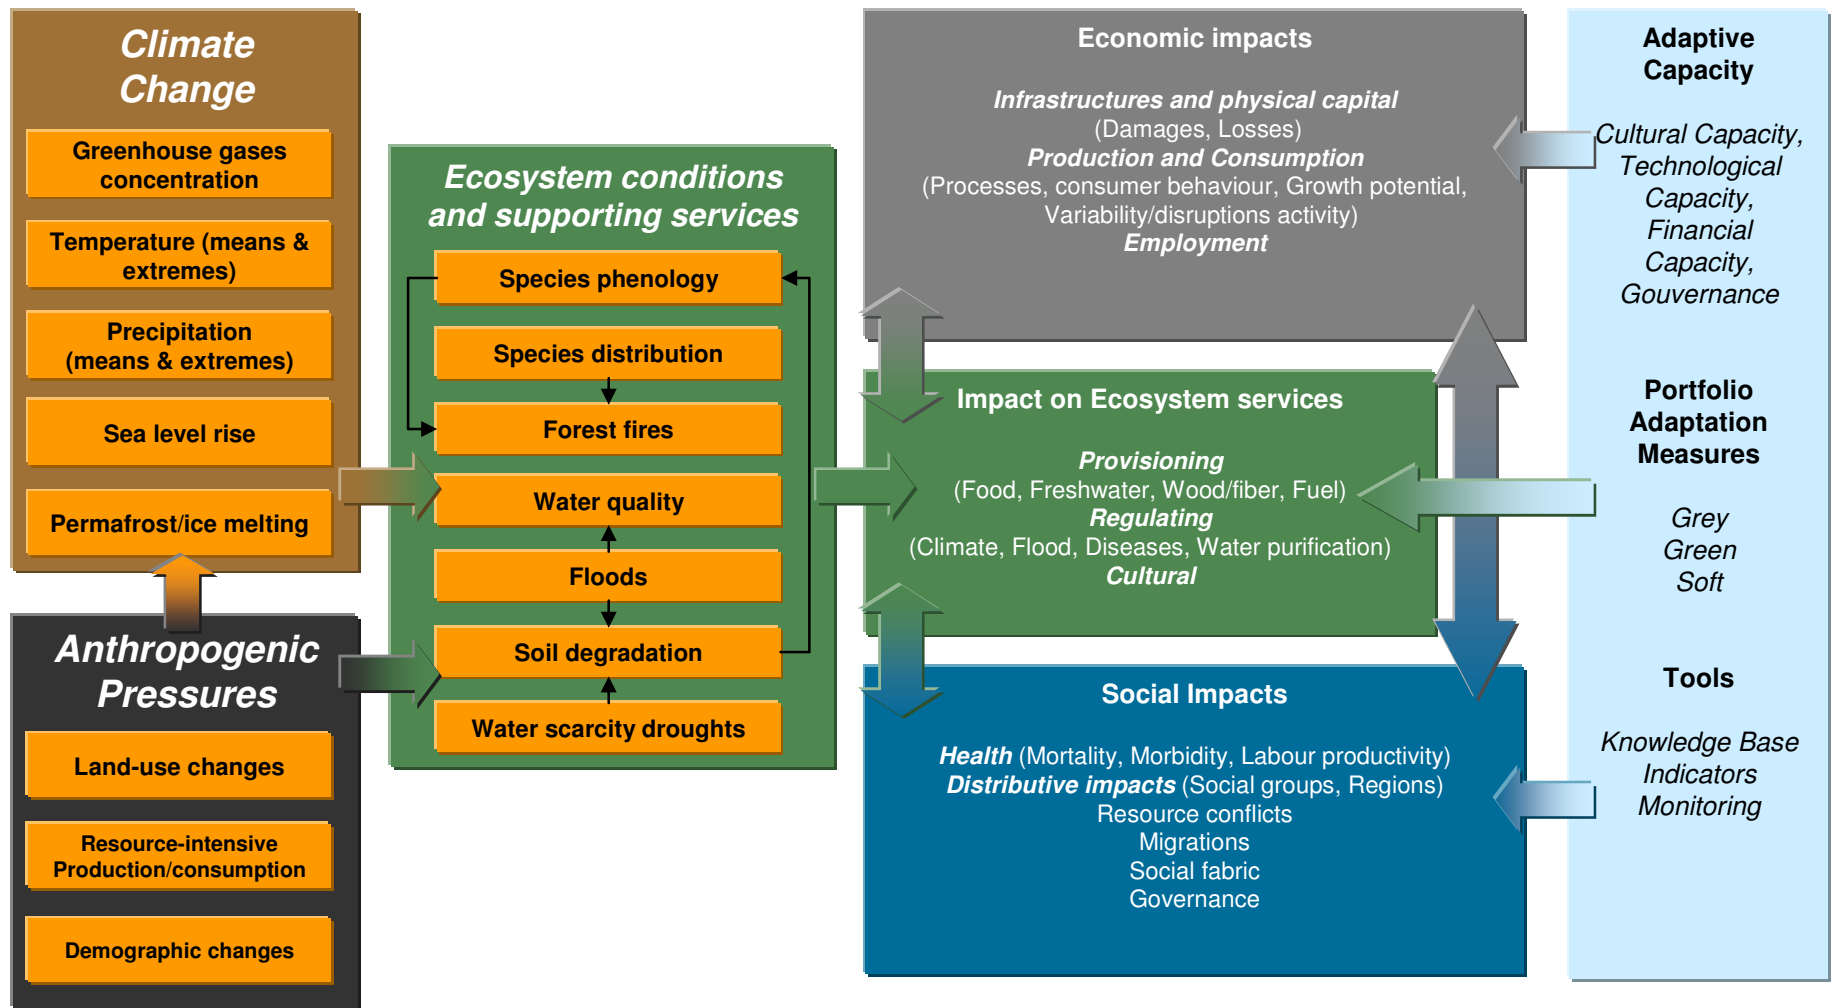 Climate
Change
Greenhouse gases
concentration
Temperature (means &
extremes)
Precipitation
(means & extremes)
Sea level rise
Permafrost/ice melting
Anthropogenic
Pressures
Land-use changes
Resource-intensive
Production/consumption
Demographic changes
Ecosystem conditions
and supporting services
Species phenology
Species distribution
Forest fires
Water quality
Floods
Soil degradation
Water scarcity droughts
Economic impacts
Infrastructures and physical capital
(Damages, Losses)
Production and Consumption
(Processes, consumer behaviour, Growth potential,
Variability/disruptions activity)
Employment
Impact on Ecosystem services
Provisioning
(Food, Freshwater, Wood/fiber, Fuel)
Regulating
(Climate, Flood, Diseases, Water purification)
Cultural
Social Impacts
Health (Mortality, Morbidity, Labour productivity)
Distributive impacts (Social groups, Regions)
Resource conflicts
Migrations
Social fabric
Governance
Adaptive
Capacity
Cultural Capacity,
Technological
Capacity,
Financial
Capacity,
Gouvernance
Portfolio
Adaptation
Measures
Grey
Green
Soft
Tools
Knowledge Base
Indicators
Monitoring